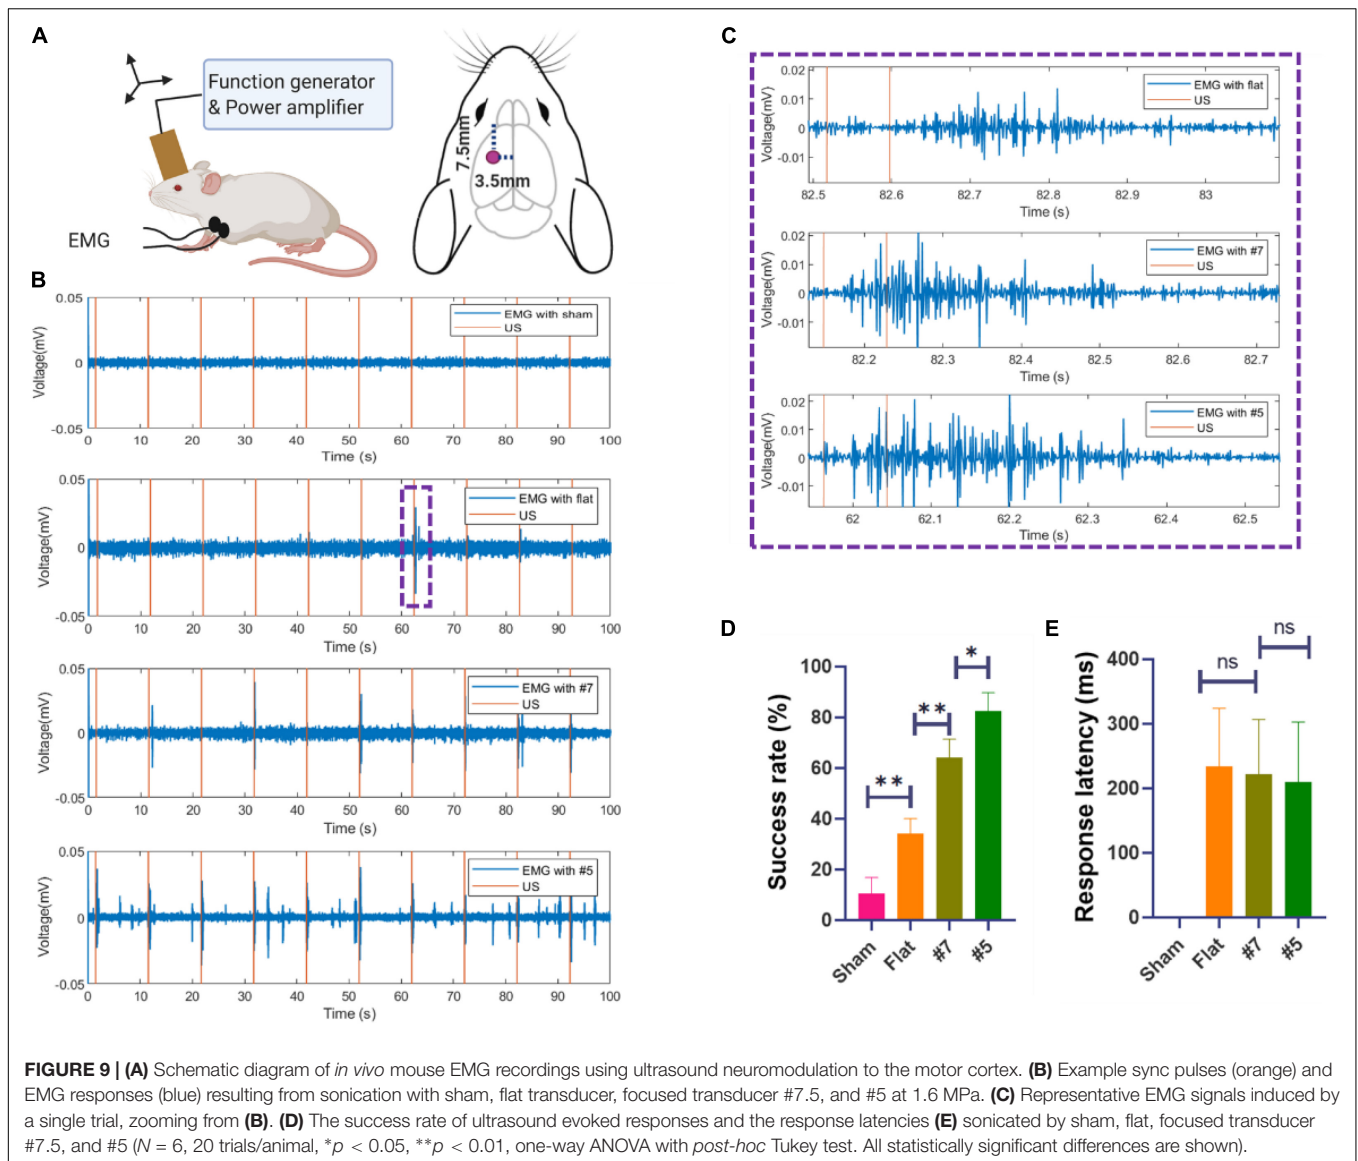 A
Function generator
& Power amplifier
EMG
7.5mm
3.5mm
B
0.05
0
-0.05
Voltage(mV)
EMG with sham
US
0 10 20 30 40 50 60 70 80 90 100
Time (s)
0.05
0
-0.05
Voltage(mV)
EMG with flat
US
0 10 20 30 40 50 60 70 80 90 100
Time (s)
0.05
0
-0.05
Voltage(mV)
EMG with #7
US
0 10 20 30 40 50 60 70 80 90 100
Time (s)
0.05
0
-0.05
Voltage(mV)
EMG with #5
US
0 10 20 30 40 50 60 70 80 90 100
Time (s)
C
0.02
0.01
0
-0.01
Voltage(mV)
EMG with flat
US
82.5 82.6 82.7 82.8 82.9 83
Time (s)
0.02
0.01
0
-0.01
Voltage(mV)
EMG with #7
US
82.2 82.3 82.4 82.5 82.6 82.7
Time (s)
0.02
0.01
0
-0.01
Voltage(mV)
EMG with #5
US
62 62.1 62.2 62.3 62.4 62.5
Time (s)
D
Success rate (%)
100
80
60
40
20
0
**
**
*
Sham Flat #7 #5
E
Response latency (ms)
400
300
200
100
0
ns
ns
Sham Flat #7 #5
FIGURE 9 | (A) Schematic diagram of in vivo mouse EMG recordings using ultrasound neuromodulation to the motor cortex. (B) Example sync pulses (orange) and
EMG responses (blue) resulting from sonication with sham, flat transducer, focused transducer #7.5, and #5 at 1.6 MPa. (C) Representative EMG signals induced by
a single trial, zooming from (B). (D) The success rate of ultrasound evoked responses and the response latencies (E) sonicated by sham, flat, focused transducer
#7.5, and #5 (N = 6, 20 trials/animal, *p < 0.05, **p < 0.01, one-way ANOVA with post-hoc Tukey test. All statistically significant differences are shown).